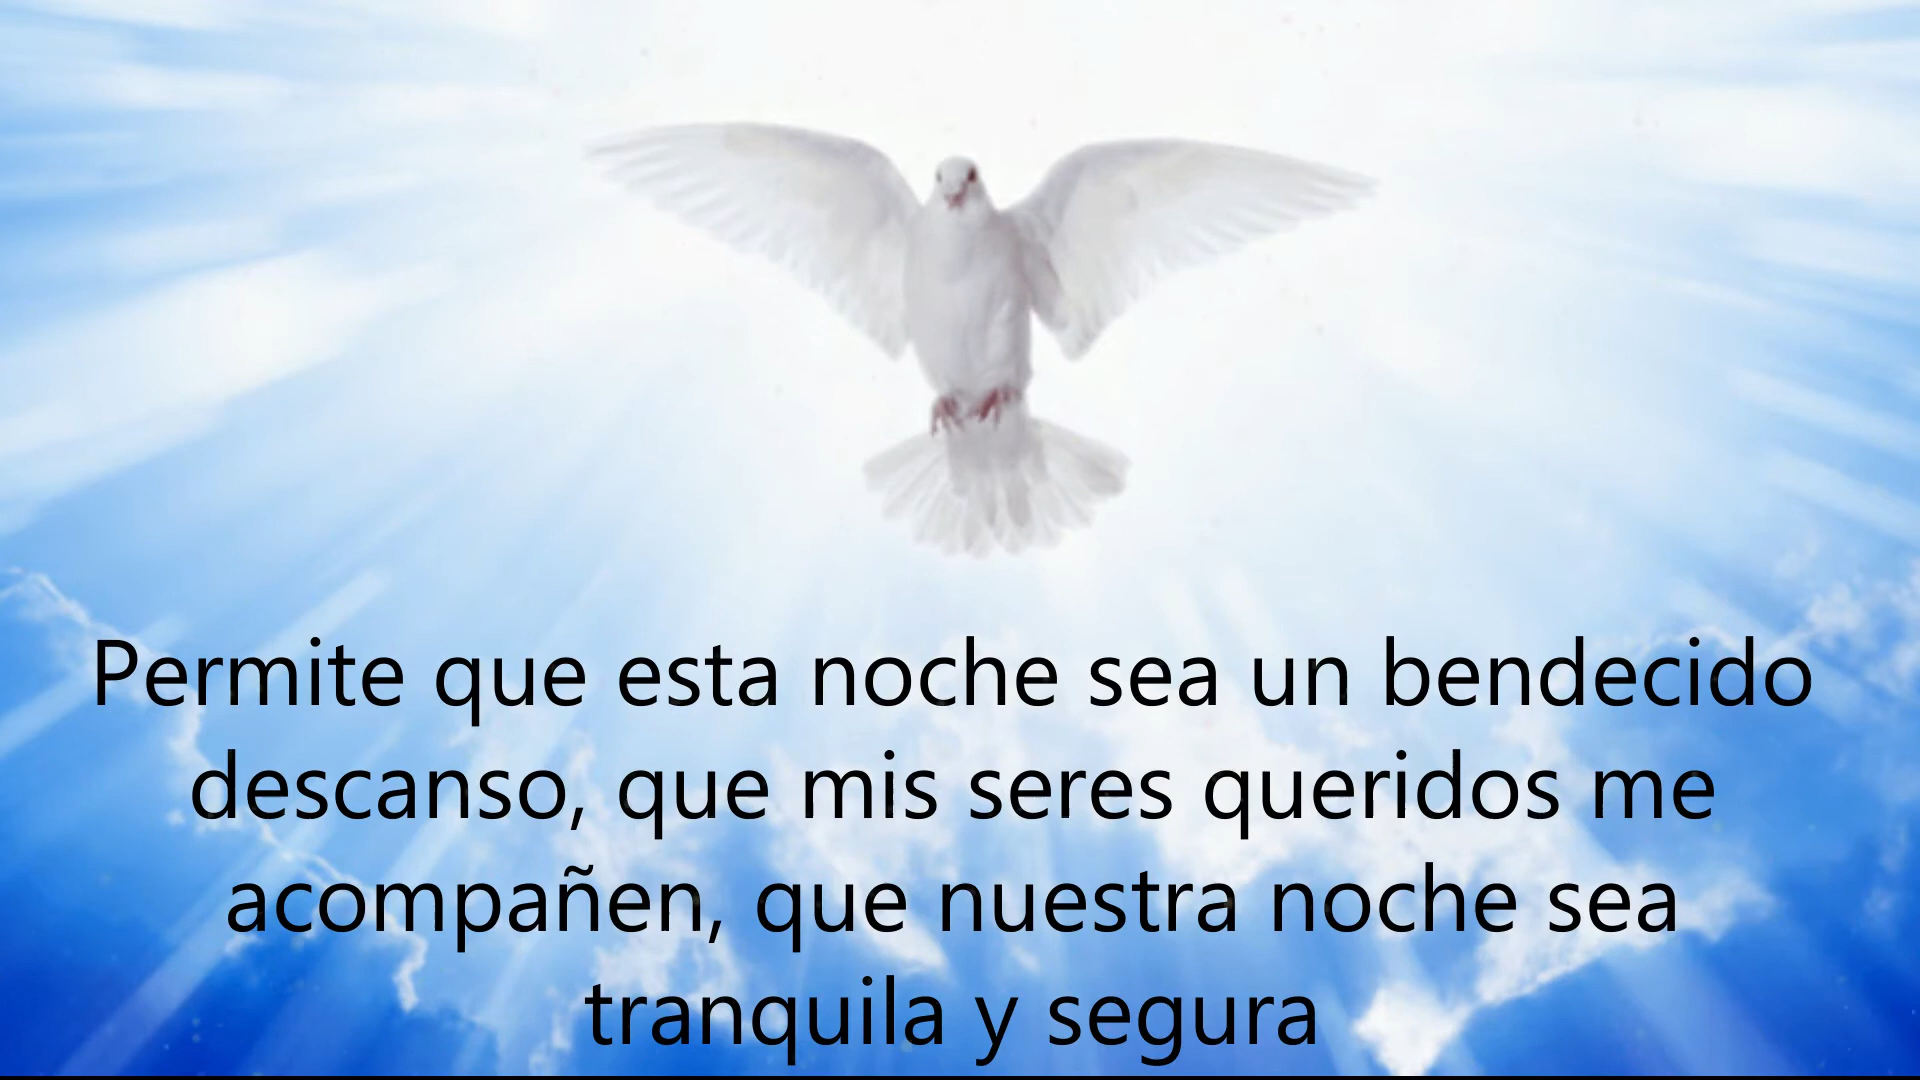 Permite que esta noche sea un bendecido
descanso, que mis seres queridos me
acompañen, que nuestra noche sea
tranquila y segura